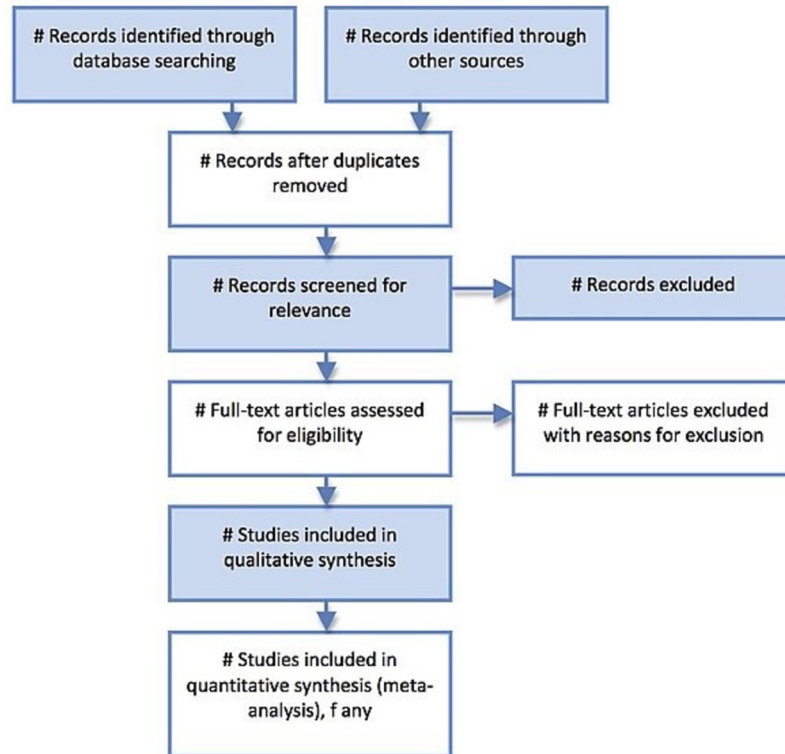 # Records identified through
database searching
# Records identified through
other sources
# Records after duplicates
removed
# Records screened for
relevance
# Records excluded
# Full-text articles assessed
for eligibility
# Full-text articles excluded
with reasons for exclusion
# Studies included in
qualitative synthesis
# Studies included in
quantitative synthesis (meta-
analysis), f any